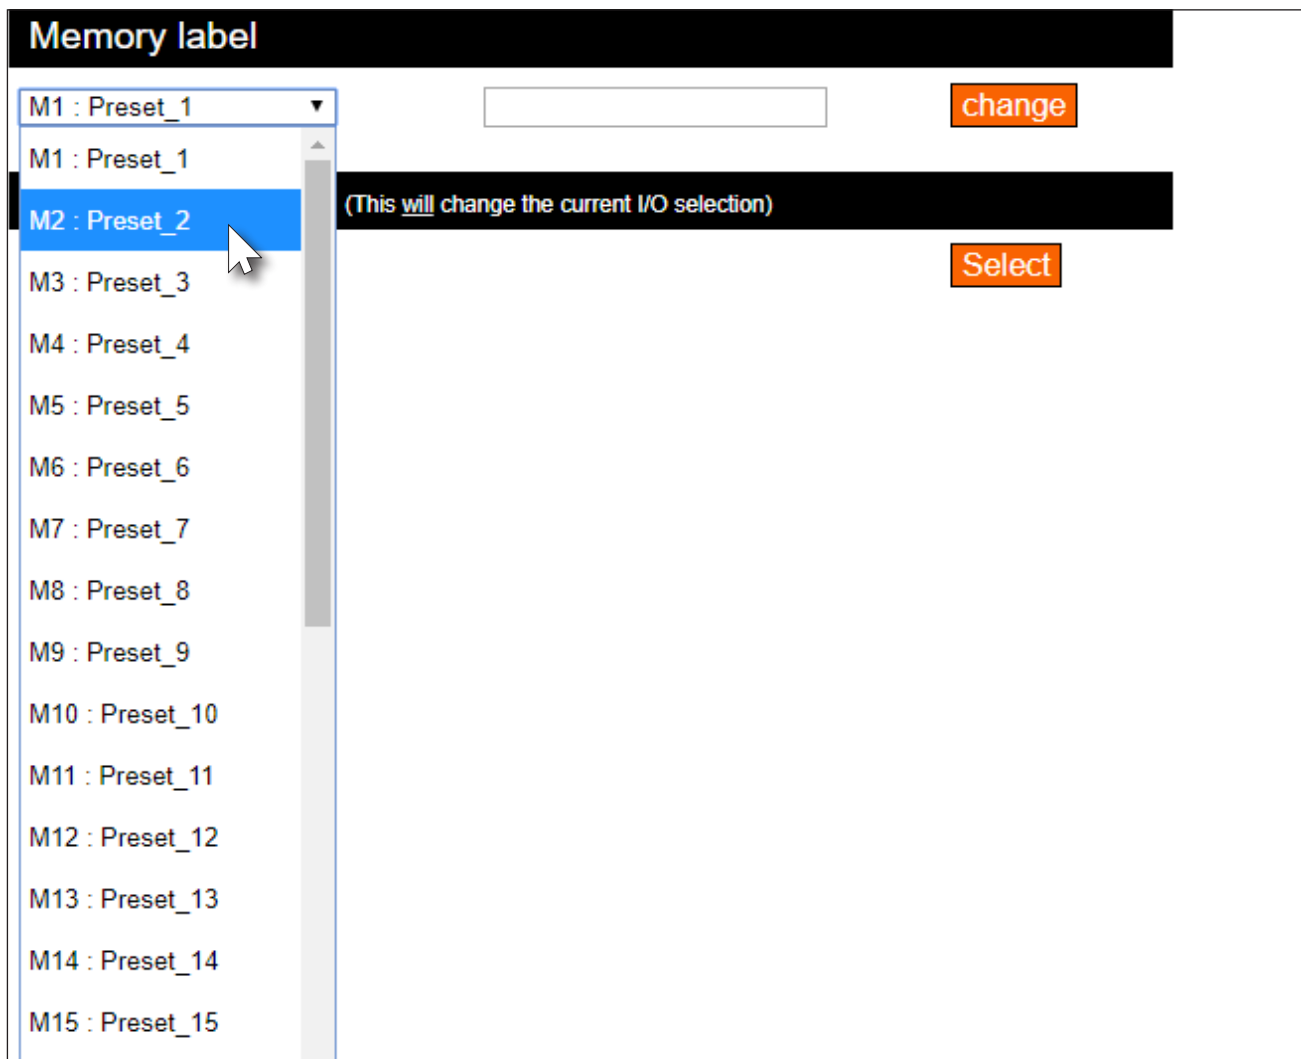 Memory label
M1 : Preset_1
change
M1 : Preset_1
M2 : Preset_2
(This will change the current I/O selection)
M3 : Preset_3
Select
M4 : Preset_4
M5 : Preset_5
M6 : Preset_6
M7 : Preset_7
M8 : Preset_8
M9 : Preset_9
M10 : Preset_10
M11 : Preset_11
M12 : Preset_12
M13 : Preset_13
M14 : Preset_14
M15 : Preset_15